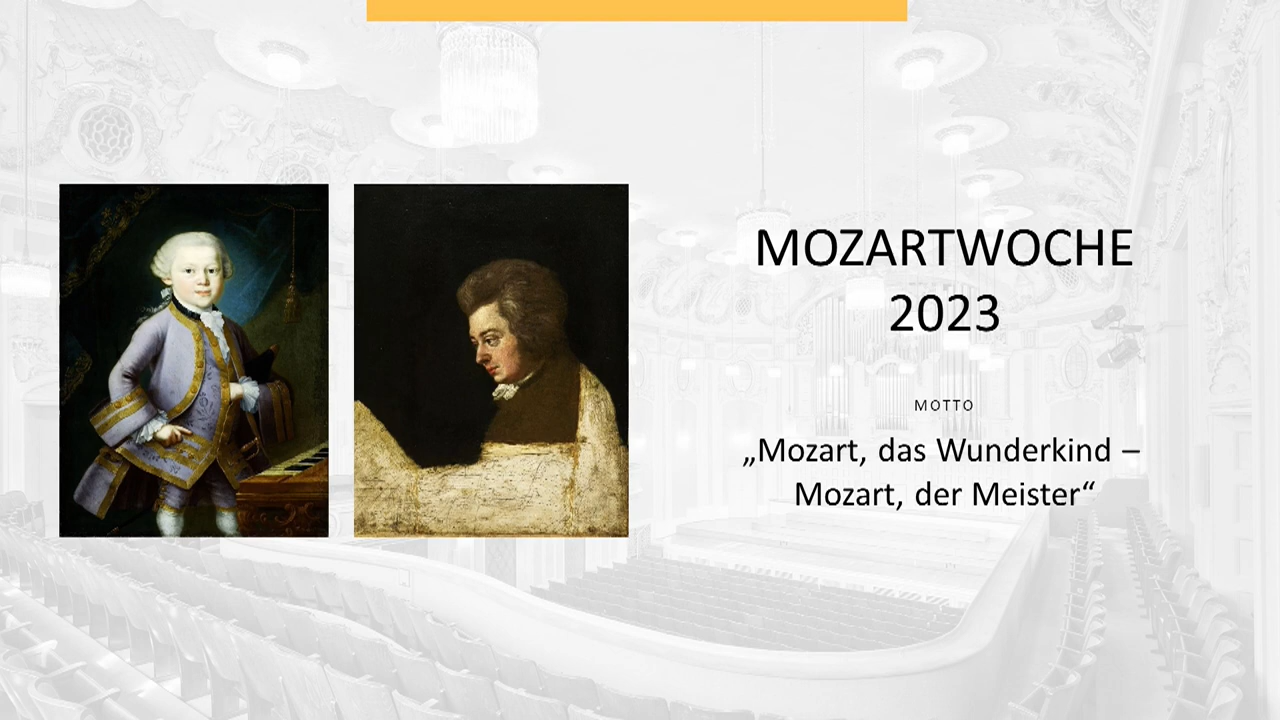 MOZARTWOCHE
2023
MOTTO
„Mozart, das Wunderkind –
Mozart, der Meister“